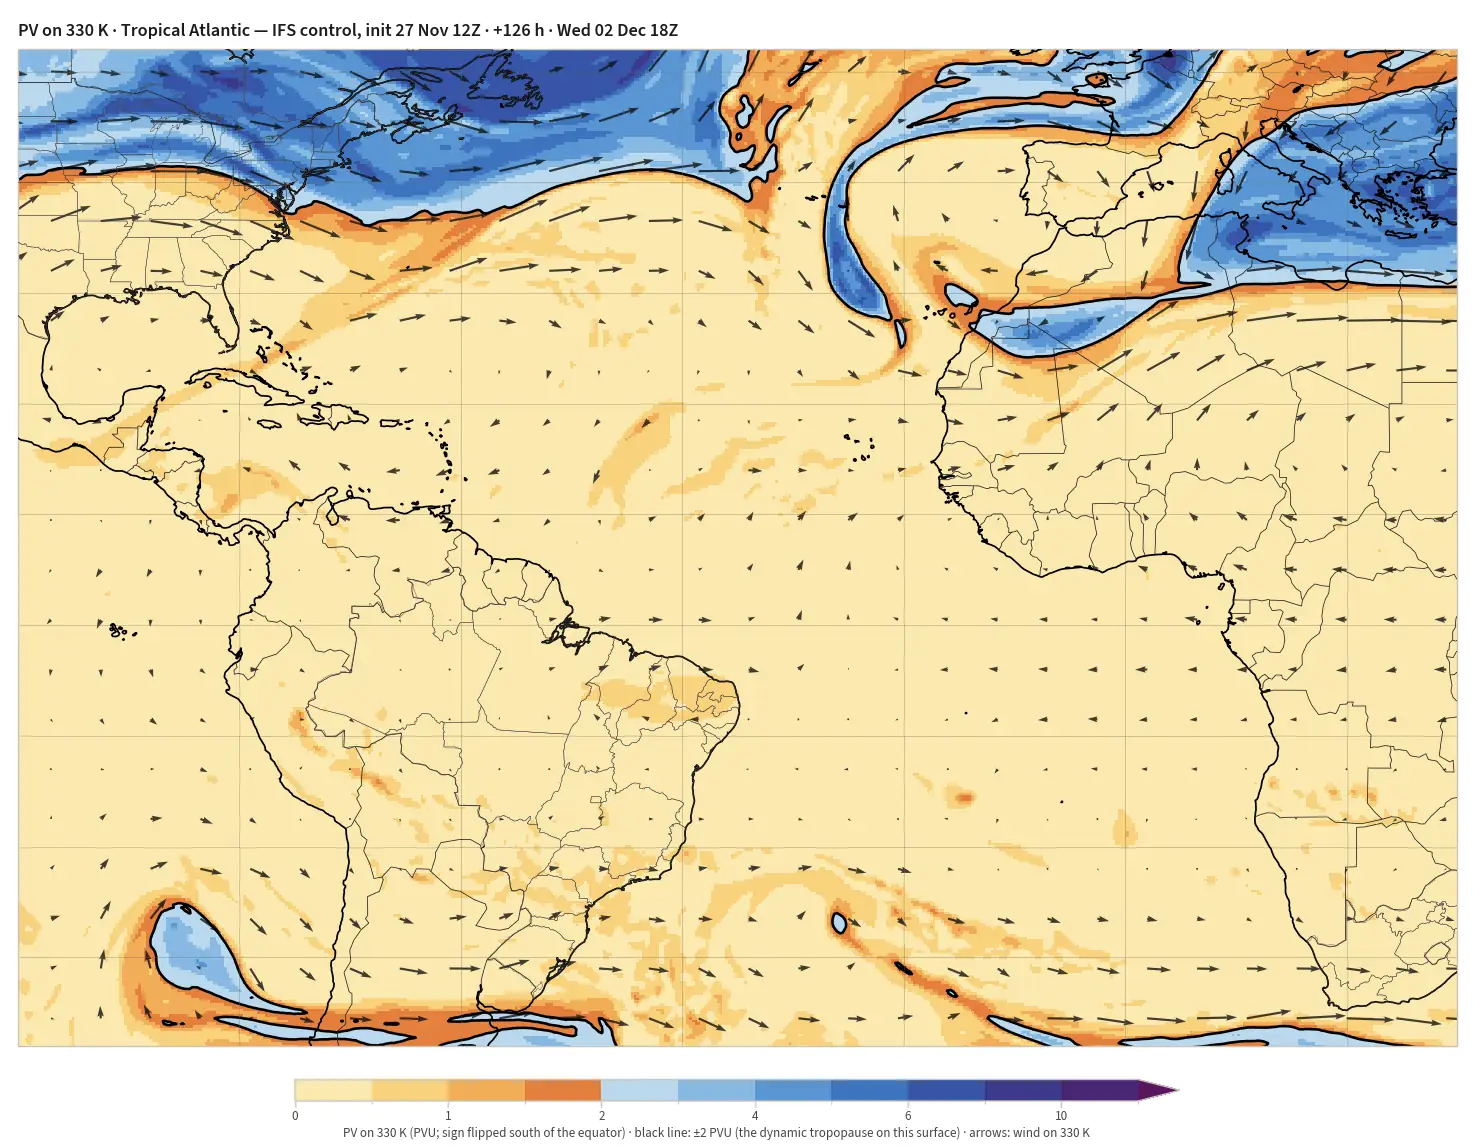 PV on 330 K · Tropical Atlantic — IFS control, init 27 Nov 12Z · +126 h · Wed 02 Dec 18Z
0 1 2 4 6 8 10
PV on 330 K (PVU; sign flipped south of the equator) · black line: ±2 PVU (the dynamic tropopause on this surface) · arrows: wind on 330 K